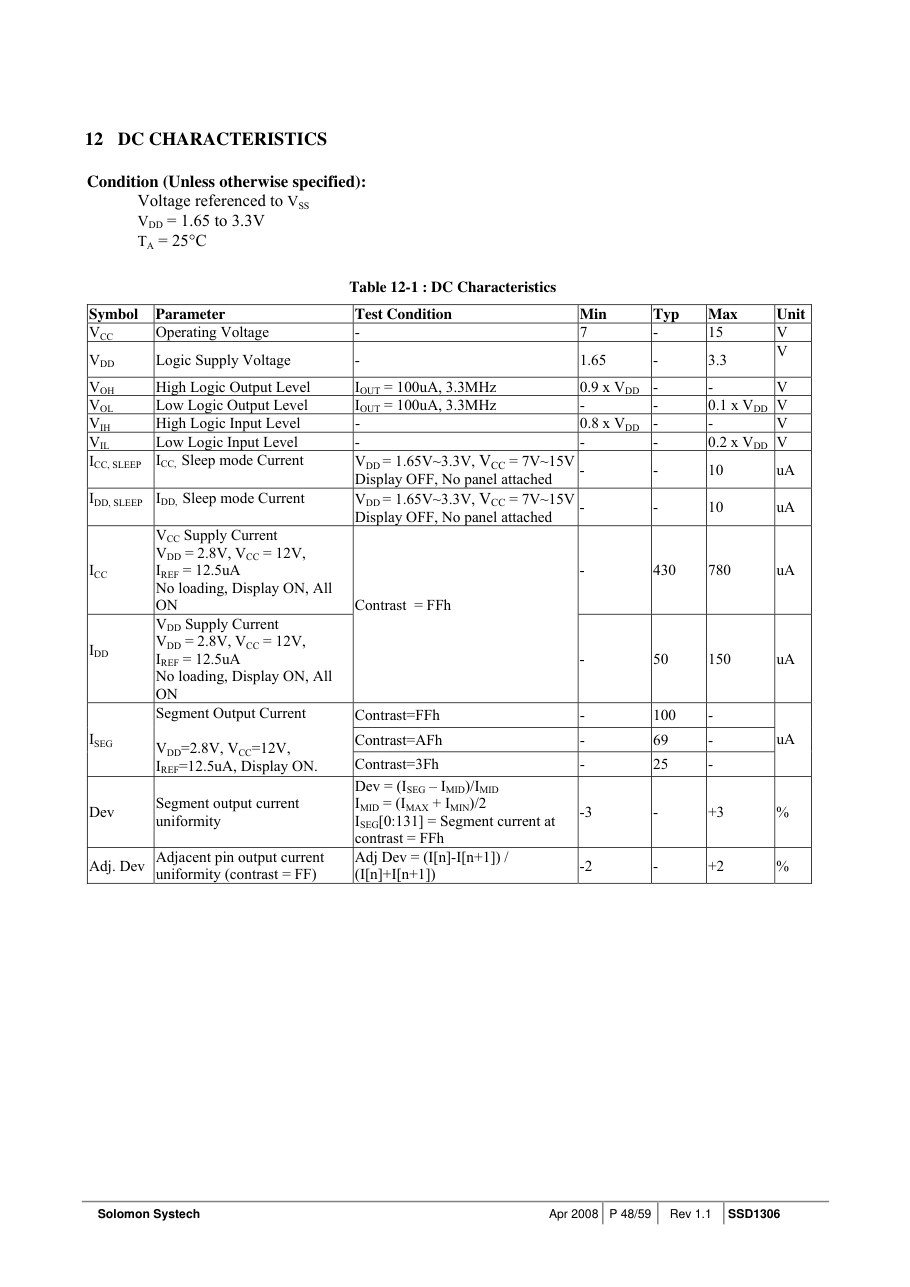 12 DC CHARACTERISTICS
Condition (Unless otherwise specified):
Voltage referenced to VSS
VDD = 1.65 to 3.3V
TA = 25°C
Table 12-1 : DC Characteristics
Symbol Parameter Test Condition Min Typ Max Unit
VCC Operating Voltage - 7 - 15 V
VDD Logic Supply Voltage - 1.65 - 3.3 V
VOH High Logic Output Level IOUT = 100uA, 3.3MHz 0.9 x VDD - - V
VOL Low Logic Output Level IOUT = 100uA, 3.3MHz - - 0.1 x VDD V
VIH High Logic Input Level - 0.8 x VDD - - V
VIL Low Logic Input Level - - - 0.2 x VDD V
ICC, SLEEP ICC, Sleep mode Current VDD = 1.65V~3.3V, VCC = 7V~15V
Display OFF, No panel attached - - 10 uA
IDD, SLEEP IDD, Sleep mode Current VDD = 1.65V~3.3V, VCC = 7V~15V
Display OFF, No panel attached - - 10 uA
VCC Supply Current
VDD = 2.8V, VCC = 12V,
ICC IREF = 12.5uA - 430 780 uA
No loading, Display ON, All
ON Contrast = FFh
VDD Supply Current
VDD = 2.8V, VCC = 12V,
IDD IREF = 12.5uA - 50 150 uA
No loading, Display ON, All
ON
Segment Output Current Contrast=FFh - 100 -
ISEG VDD=2.8V, VCC=12V, Contrast=AFh - 69 - uA
IREF=12.5uA, Display ON. Contrast=3Fh - 25 -
Dev = (ISEG – IMID)/IMID
Dev Segment output current IMID = (IMAX + IMIN)/2 -3 - +3 %
uniformity ISEG[0:131] = Segment current at
contrast = FFh
Adj. Dev Adjacent pin output current Adj Dev = (I[n]-I[n+1]) / -2 - +2 %
uniformity (contrast = FF) (I[n]+I[n+1])
Solomon Systech Apr 2008 P 48/59 Rev 1.1 SSD1306